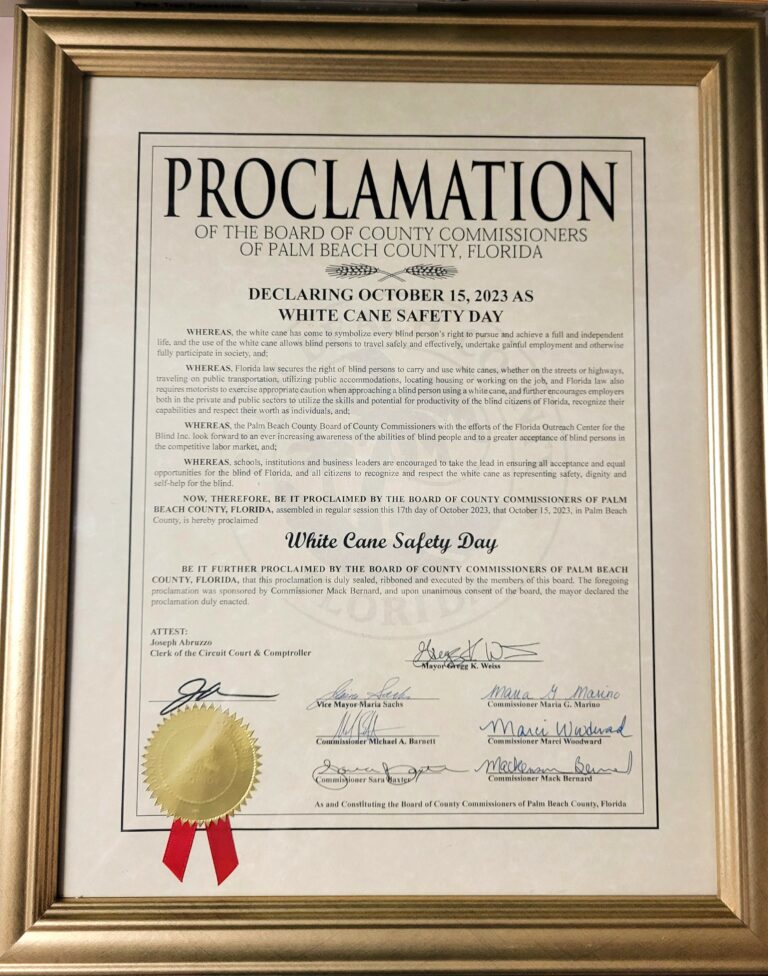 PROCLAMATION
OF THE BOARD OF COUNTY COMMISSIONERS
OF PALM BEACH COUNTY, FLORIDA
DECLARING OCTOBER 15, 2023 AS
WHITE CANE SAFETY DAY
WHEREAS, the white cane has come to symbolize every blind person's right to pursue and achieve a full and independent
life, and the use of the white cane allows blind persons to travel safely and effectively, undertake gainful employment and otherwise
fully participate in society, and;
WHEREAS, Florida law secures the right of blind persons to carry and use white canes, whether on the streets or highways,
traveling on public transportation, utilizing public accommodations, locating housing or working on the job, and Florida law also
requires motorists to exercise appropriate caution when approaching a blind person using a white cane, and further encourages employers
both in the private and public sectors to utilize the skills and potential for productivity of the blind citizens of Florida, recognize their
capabilities and respect their worth as individuals, and;
WHEREAS, the Palm Beach County Board of County Commissioners with the efforts of the Florida Outreach Center for the
Blind Inc. look forward to an ever increasing awareness of the abilities of blind people and to a greater acceptance of blind persons in
the competitive labor market, and;
WHEREAS, schools, institutions and business leaders are encouraged to take the lead in ensuring all acceptance and equal
opportunities for the blind of Florida, and all citizens to recognize and respect the white cane as representing safety, dignity and
self-help for the blind.
NOW, THEREFORE, BE IT PROCLAIMED BY THE BOARD OF COUNTY COMMISSIONERS OF PALM
BEACH COUNTY, FLORIDA, assembled in regular session this 17th day of October 2023, that October 15, 2023, in Palm Beach
County, is hereby proclaimed
White Cane Safety Day
BE IT FURTHER PROCLAIMED BY THE BOARD OF COUNTY COMMISSIONERS OF PALM BEACH
COUNTY, FLORIDA, that this proclamation is duly sealed, ribboned and executed by the members of this board. The foregoing
proclamation was sponsored by Commissioner Mack Bernard, and upon unanimous consent of the board, the mayor declared the
proclamation duly enacted.
FLORIDA
ATTEST:
Joseph Abruzzo
Clerk of the Circuit Court & Comptroller
Mayor Gregg K. Weiss
Maria Sachs
Vice Mayor Maria Sachs
Maria G Marino
Commissioner Maria G. Marino
Commissioner Michael A. Barnett
Marci Woodward
Commissioner Marci Woodward
Commissioner Sara Baxter
Mackenson Bernard
Commissioner Mack Bernard
As and Constituting the Board of County Commissioners of Palm Beach County, Florida